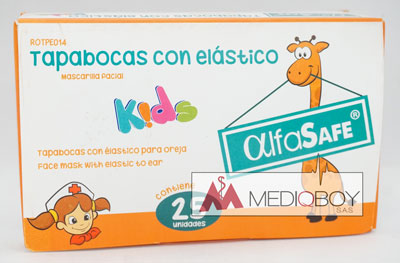 ROTPE014
Tapabocas con elástico
Mascarilla facial
Kids
alfaSAFE®
Tapabocas con elástico para oreja
Face mask with elastic to ear
contiene
25
unidades
MEDIQBOY
SAS